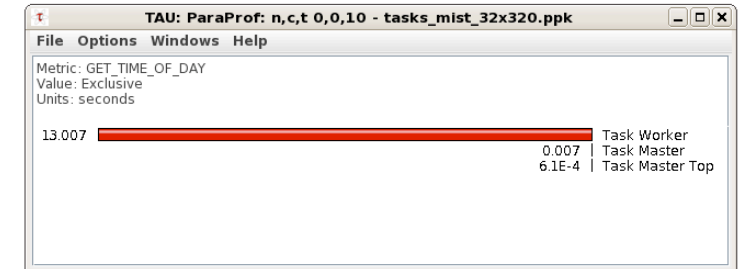 TAU: ParaProf: n,c,t 0,0,10 - tasks_mist_32x320.ppk
File Options Windows Help
Metric: GET_TIME_OF_DAY
Value: Exclusive
Units: seconds
13.007 Task Worker
0.007 Task Master
6.1E-4 Task Master Top